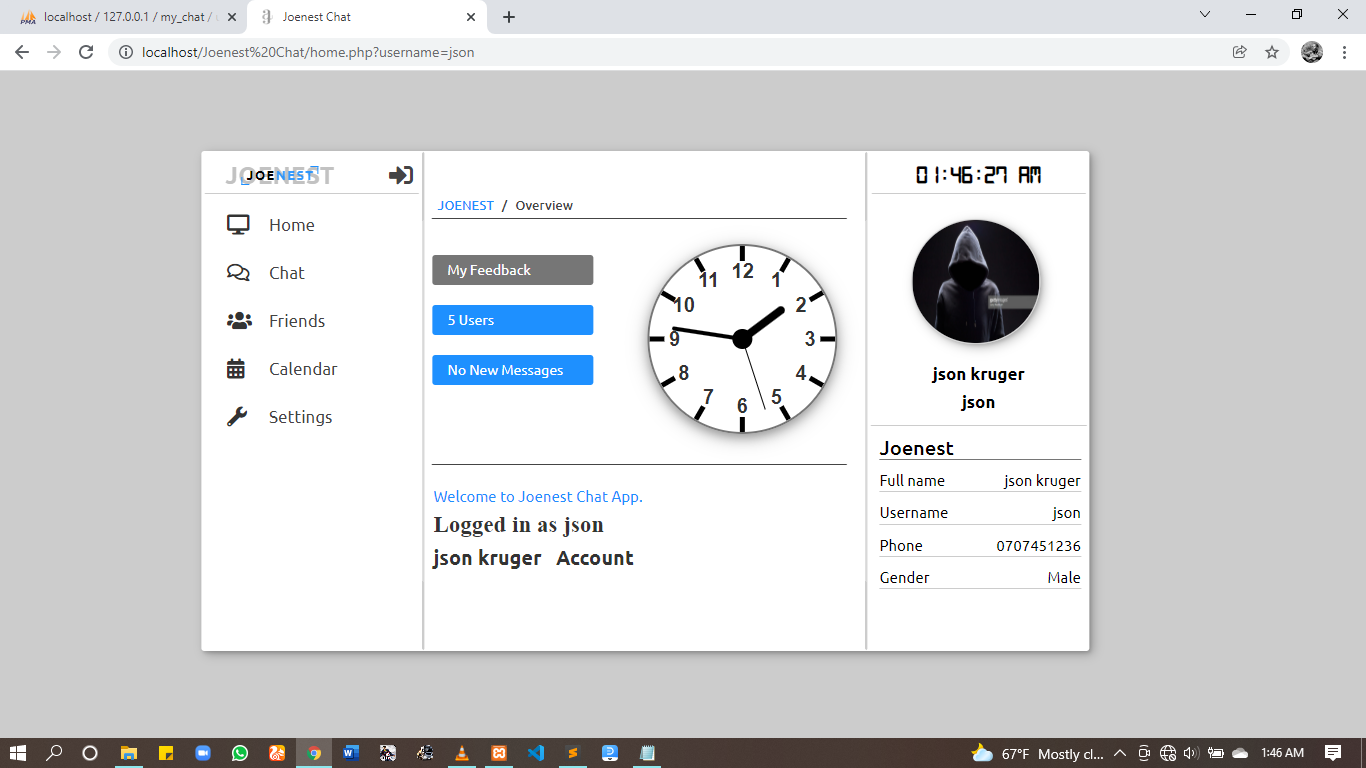 localhost / 127.0.0.1 / my_chat /
Joenest Chat
localhost/Joenest%20Chat/home.php?username=json
JOENEST
JOENEST
01:46:27 AM
Home
Chat
Friends
Calendar
Settings
JOENEST / Overview
My Feedback
5 Users
No New Messages
12
1
2
3
4
5
6
7
8
9
10
11
Welcome to Joenest Chat App.
Logged in as json
json kruger Account
json kruger
json
Joenest
Full name json kruger
Username json
Phone 0707451236
Gender Male
67°F Mostly cl...
1:46 AM